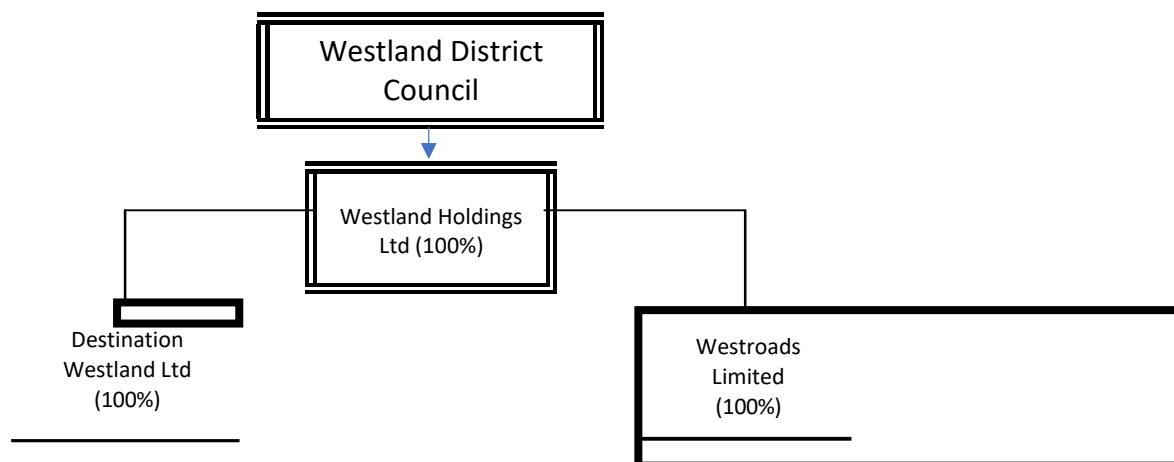 Westland District
Council
Westland Holdings
Ltd (100%)
Destination
Westland Ltd
(100%)
Westroads
Limited
(100%)